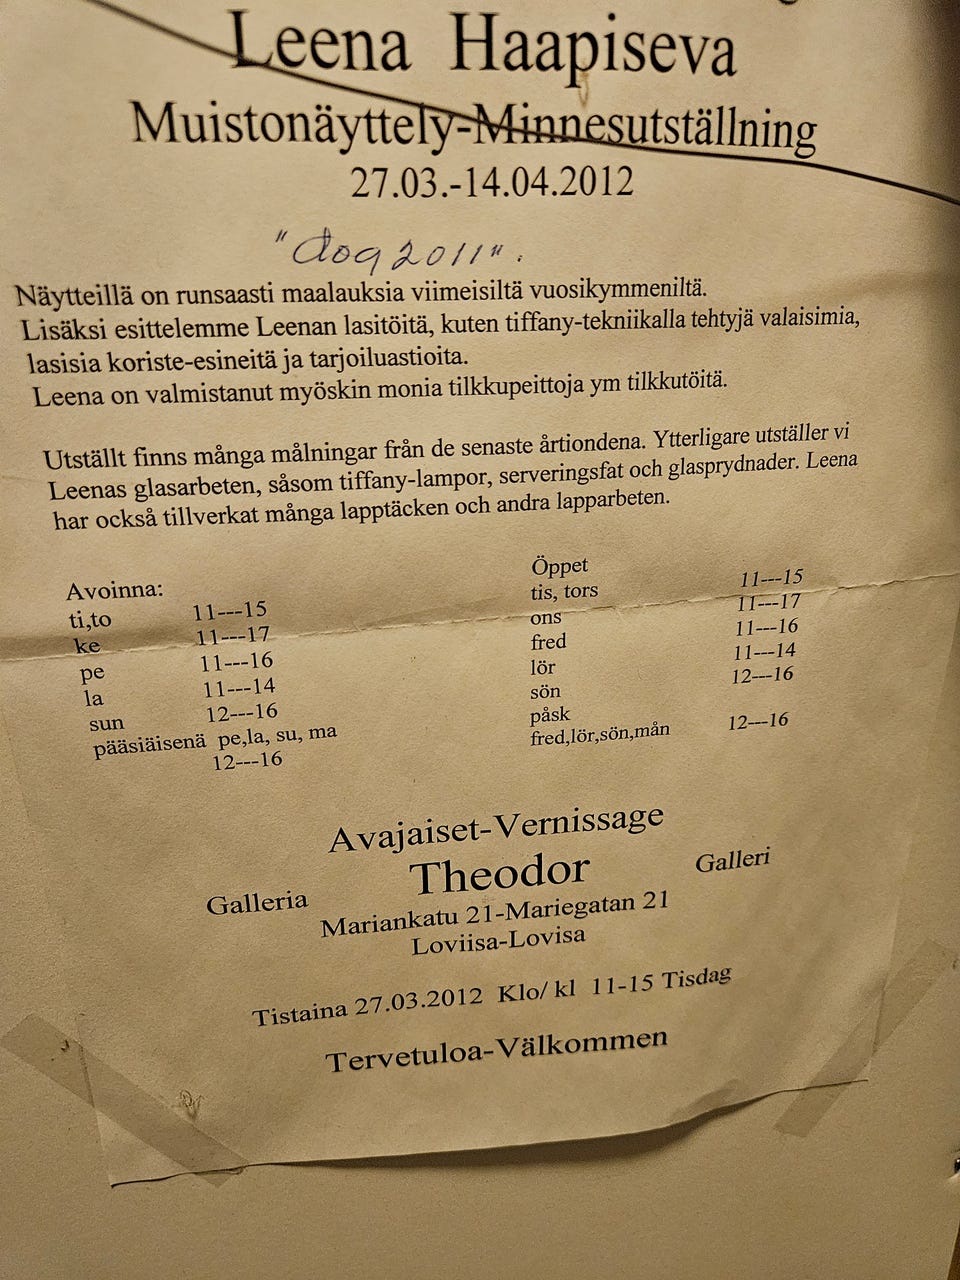 Leena Haapiseva
Muistonäyttely-Minnesutställning
27.03.-14.04.2012
"dog 2011".
Näytteillä on runsaasti maalauksia viimeisiltä vuosikymmeniltä.
Lisäksi esittelemme Leenan lasitöitä, kuten tiffany-tekniikalla tehtyjä valaisimia,
lasisia koriste-esineitä ja tarjoiluastioita.
Leena on valmistanut myöskin monia tilkkupeittoja ym tilkkutöitä.
Utställt finns många målningar från de senaste årtiondena. Ytterligare utställer vi
Leenas glasarbeten, såsom tiffany-lampor, serveringsfat och glasprydnader. Leena
har också tillverkat många lapptäcken och andra lapparbeten.
Avoinna:
ti,to 11---15
ke 11---17
pe 11---16
la 11---14
sun 12---16
pääsiäisenä pe,la, su, ma
12---16
Öppet
tis, tors 11---15
ons 11---17
fred 11---16
lör 11---14
sön 12---16
påsk
fred,lör,sön,mån 12---16
Avajaiset-Vernissage
Galleria Theodor Galleri
Mariankatu 21-Mariegatan 21
Loviisa-Lovisa
Tistaina 27.03.2012 Klo/ kl 11-15 Tisdag
Tervetuloa-Välkommen